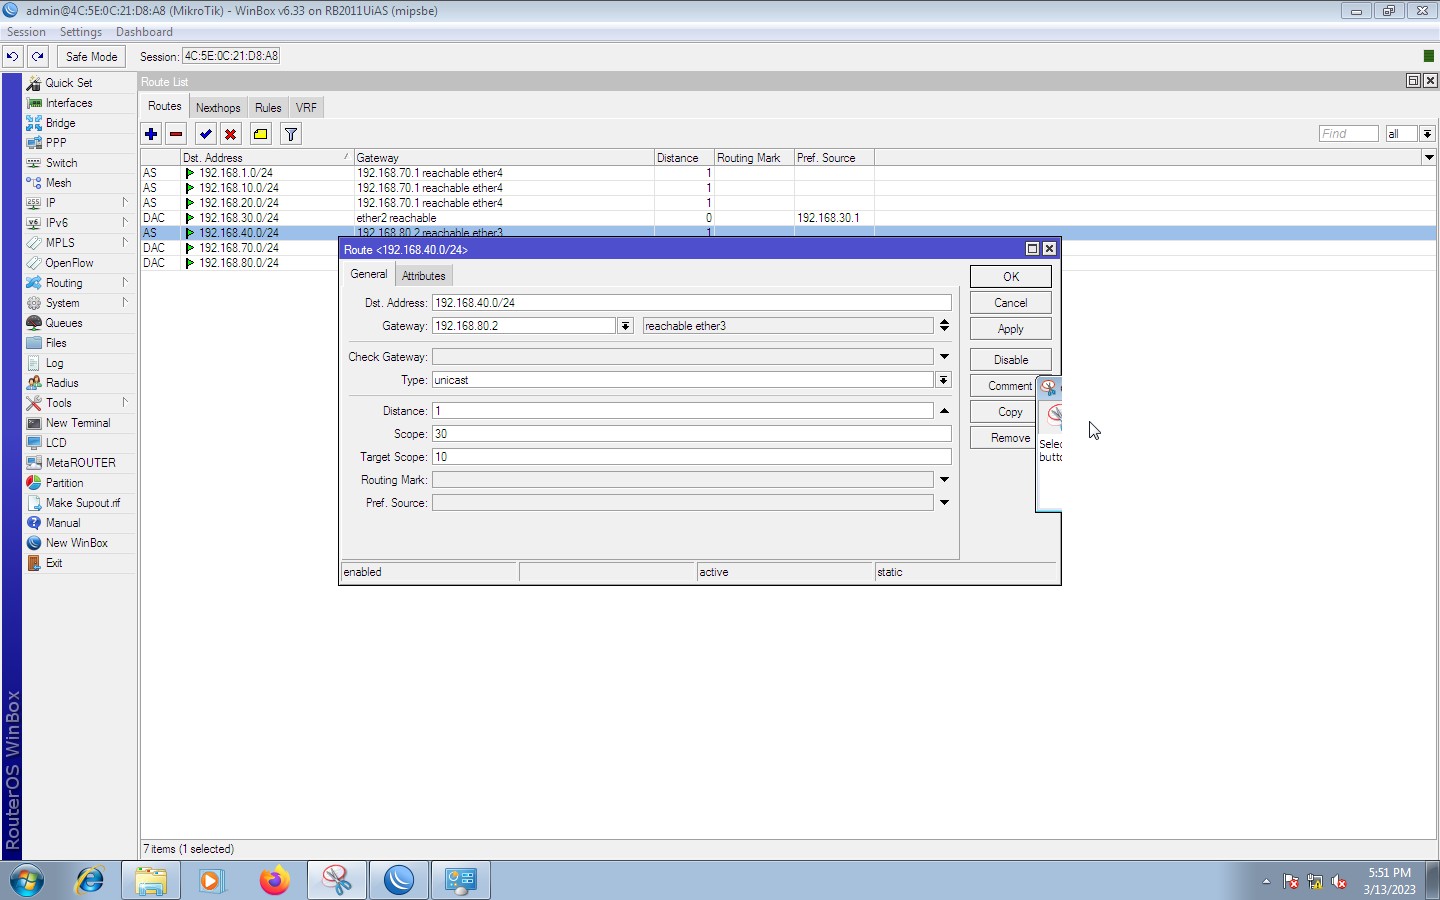 admin@4C:5E:0C:21:D8:A8 (MikroTik) - WinBox v6.33 on RB2011UiAS (mipsbe)
Session Settings Dashboard
Safe Mode Session: 4C:5E:0C:21:D8:A8
Quick Set
Interfaces
Bridge
PPP
Switch
Mesh
IP
IPv6
MPLS
OpenFlow
Routing
System
Queues
Files
Log
Radius
Tools
New Terminal
LCD
MetaROUTER
Partition
Make Supout.rif
Manual
New WinBox
Exit
RouterOS WinBox
Route List
Routes Nexthops Rules VRF
Find all
Dst. Address Gateway Distance Routing Mark Pref. Source
AS 192.168.1.0/24 192.168.70.1 reachable ether4 1
AS 192.168.10.0/24 192.168.70.1 reachable ether4 1
AS 192.168.20.0/24 192.168.70.1 reachable ether4 1
DAC 192.168.30.0/24 ether2 reachable 0 192.168.30.1
AS 192.168.40.0/24 192.168.80.2 reachable ether3 1
DAC 192.168.70.0/24
DAC 192.168.80.0/24
Route <192.168.40.0/24>
General Attributes
Dst. Address: 192.168.40.0/24
Gateway: 192.168.80.2 reachable ether3
Check Gateway:
Type: unicast
Distance: 1
Scope: 30
Target Scope: 10
Routing Mark:
Pref. Source:
OK
Cancel
Apply
Disable
Comment
Copy
Remove
Selec
butto
enabled active static
7 items (1 selected)
5:51 PM
3/13/2023